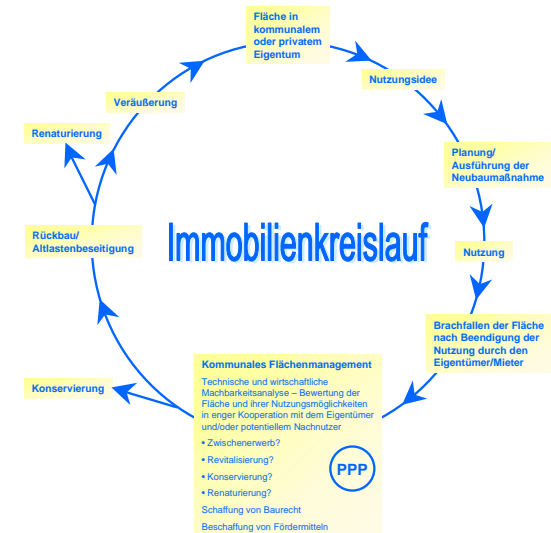 Fläche in
kommunalem
oder privatem
Eigentum
Nutzungsidee
Planung/
Ausführung der
Neubaumaßnahme
Nutzung
Brachfallen der Fläche
nach Beendigung der
Nutzung durch den
Eigentümer/Mieter
Kommunales Flächenmanagement
Technische und wirtschaftliche
Machbarkeitsanalyse – Bewertung der
Fläche und ihrer Nutzungsmöglichkeiten
in enger Kooperation mit dem Eigentümer
und/oder potentiellem Nachnutzer
• Zwischenerwerb?
• Revitalisierung?
• Konservierung?
• Renaturierung?
Schaffung von Baurecht
Beschaffung von Fördermitteln
PPP
Konservierung
Rückbau/
Altlastenbeseitigung
Renaturierung
Veräußerung
Immobilienkreislauf